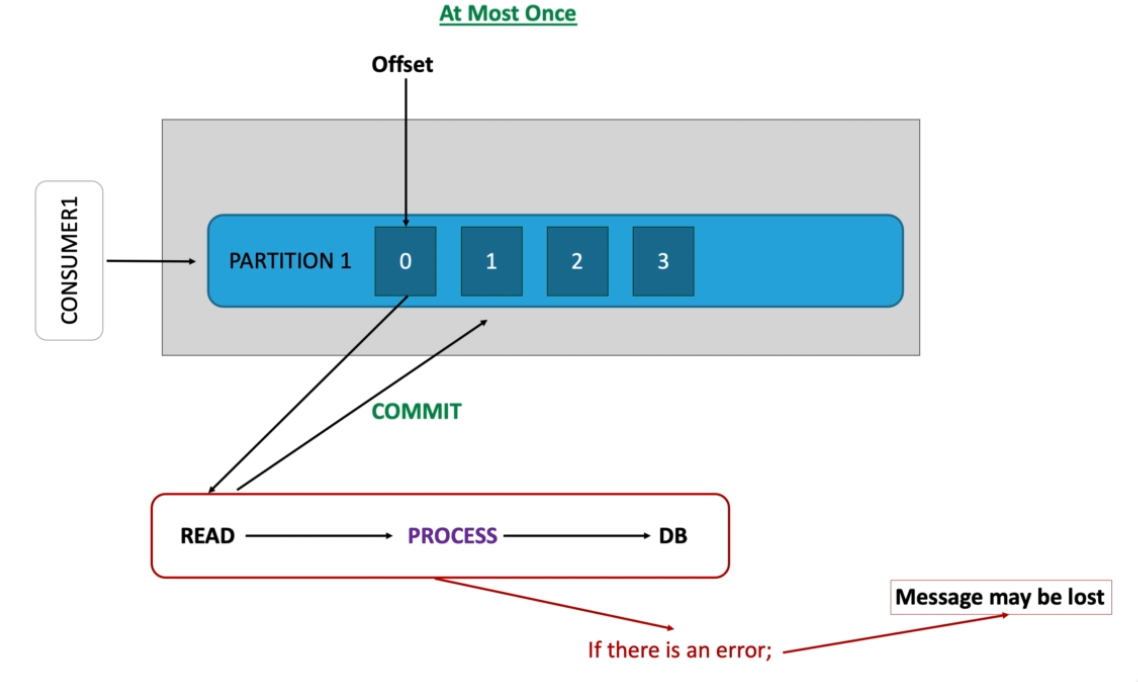 At Most Once
Offset
CONSUMER1
PARTITION 1
0
1
2
3
COMMIT
READ
PROCESS
DB
Message may be lost
If there is an error;